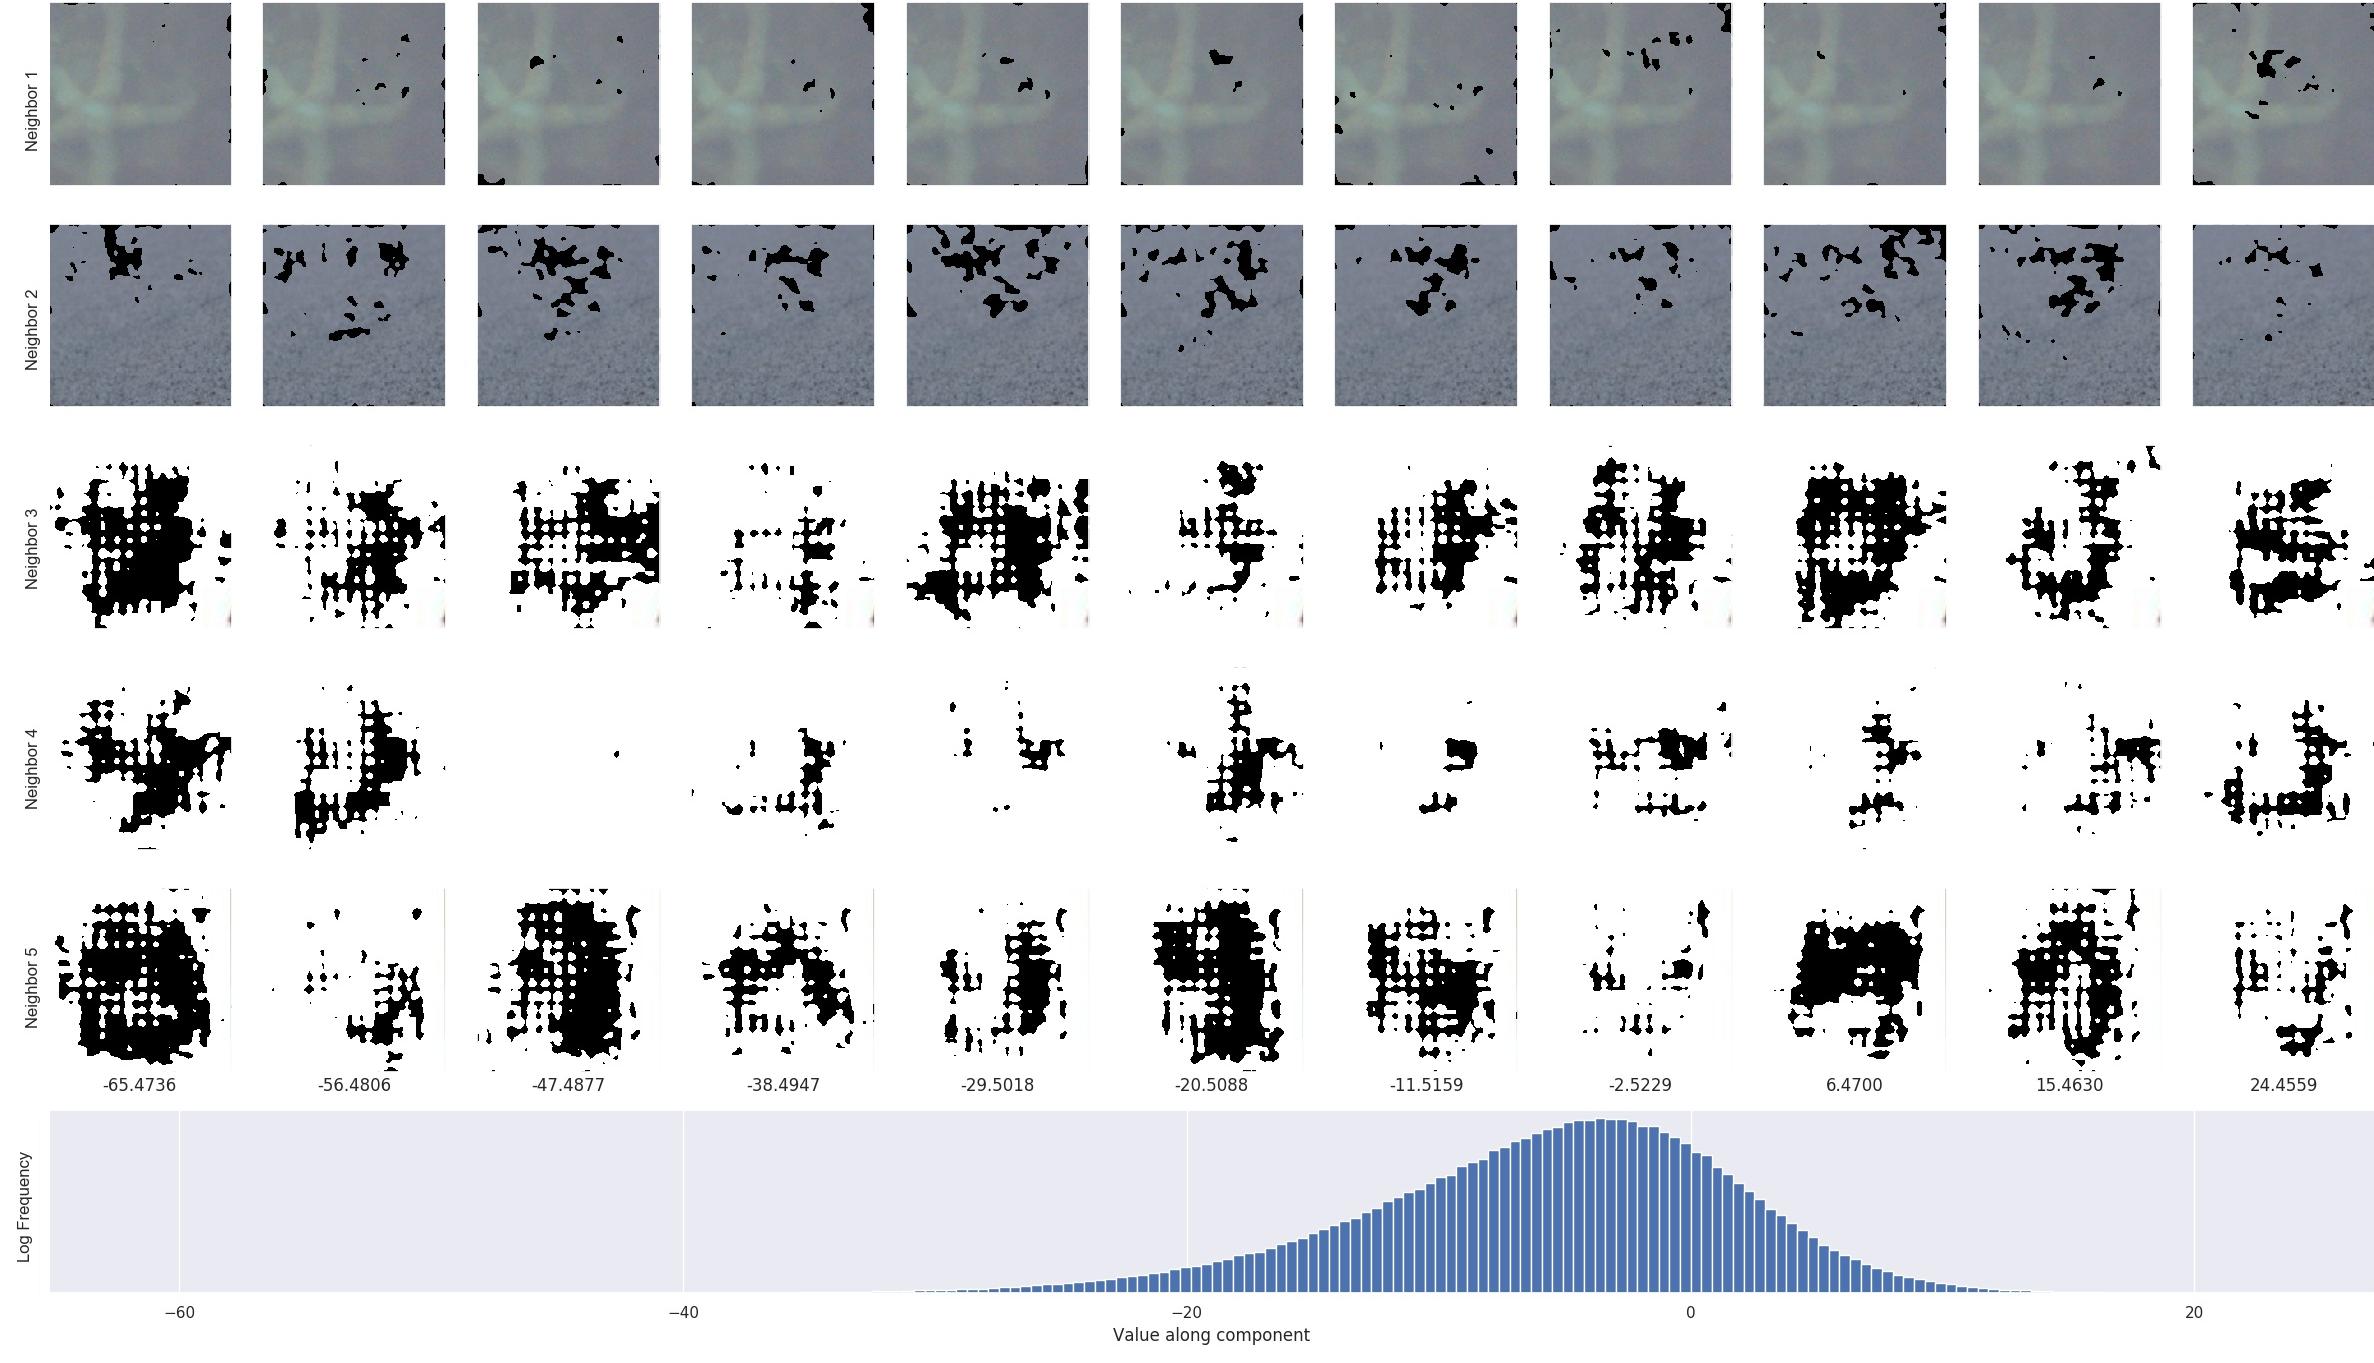 Neighbor 1
Neighbor 2
Neighbor 3
Neighbor 4
Neighbor 5
-65.4736 -56.4806 -47.4877 -38.4947 -29.5018 -20.5088 -11.5159 -2.5229 6.4700 15.4630 24.4559
Log Frequency
−60 −40 −20 0 20
Value along component